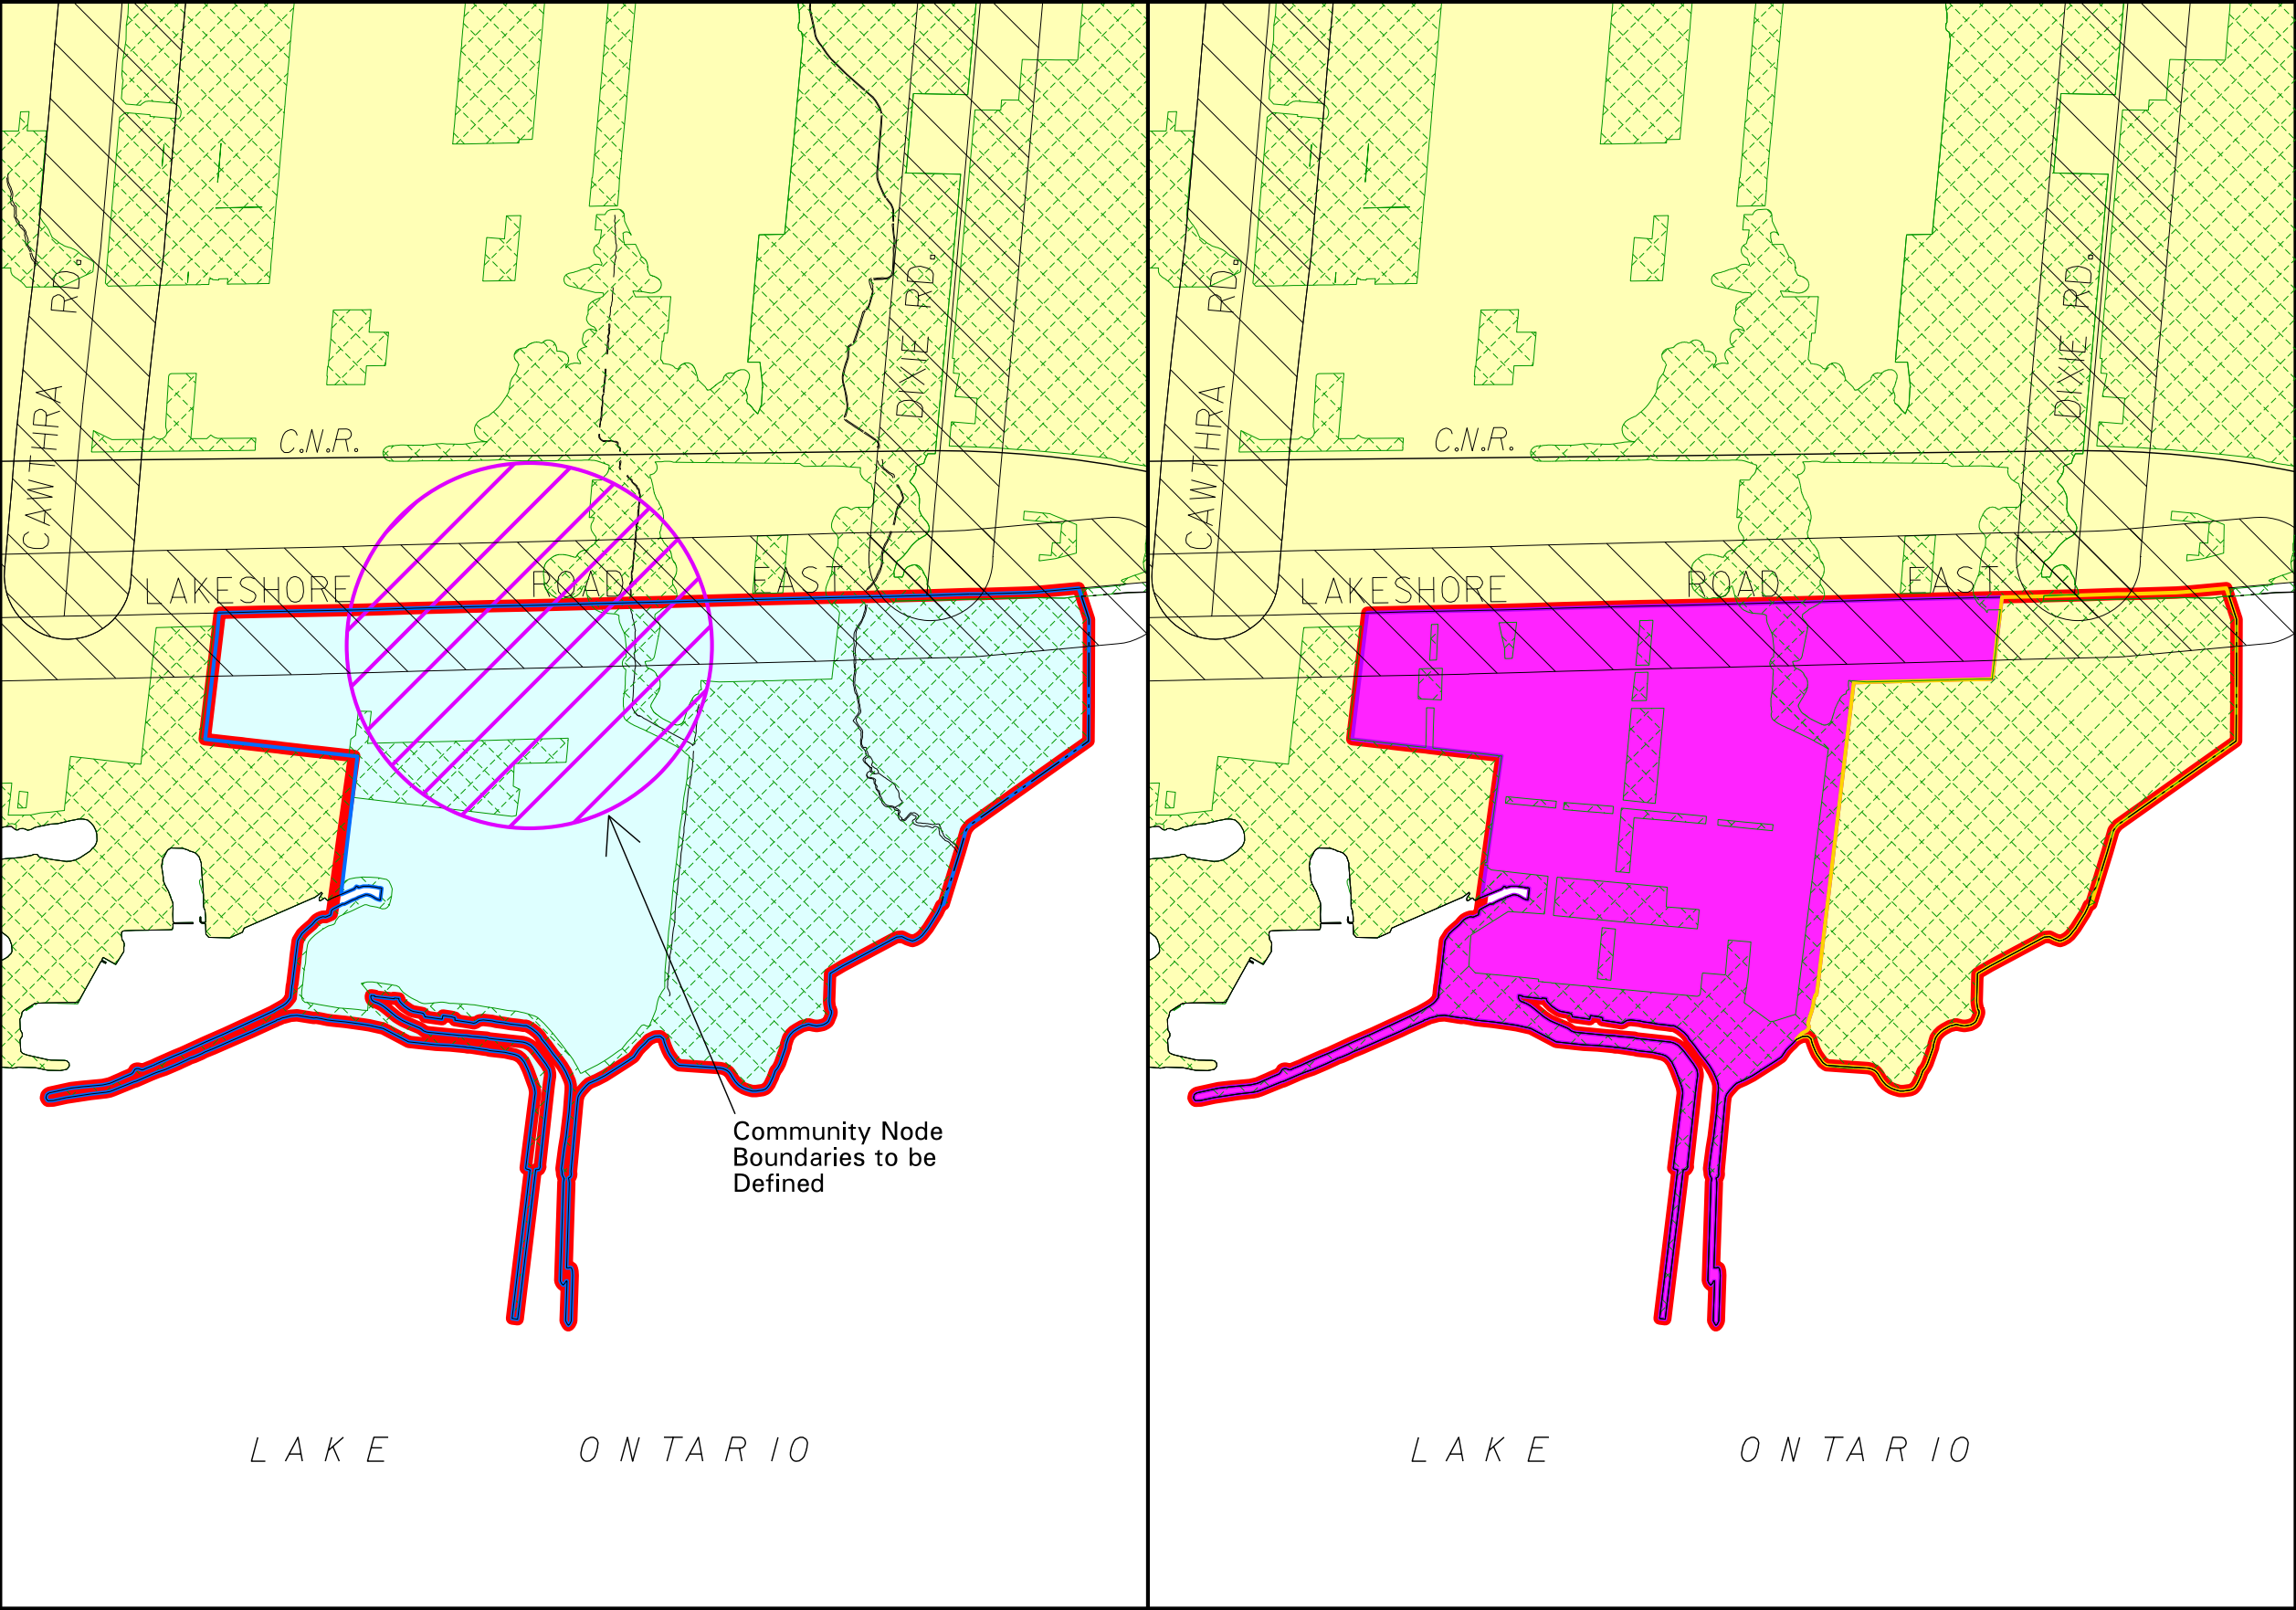 CAWTHRA RD.
C.N.R.
DIXIE RD.
LAKESHORE ROAD EAST
Community Node
Boundaries to be
Defined
LAKE ONTARIO
CAWTHRA RD.
C.N.R.
DIXIE RD.
LAKESHORE ROAD EAST
LAKE ONTARIO